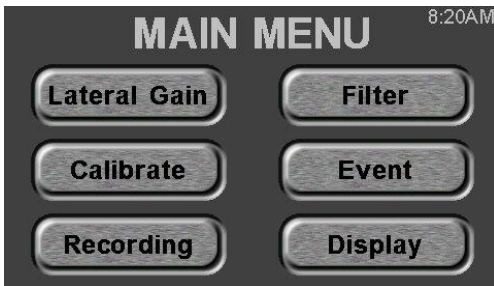 8:20AM
MAIN MENU
Lateral Gain
Filter
Calibrate
Event
Recording
Display